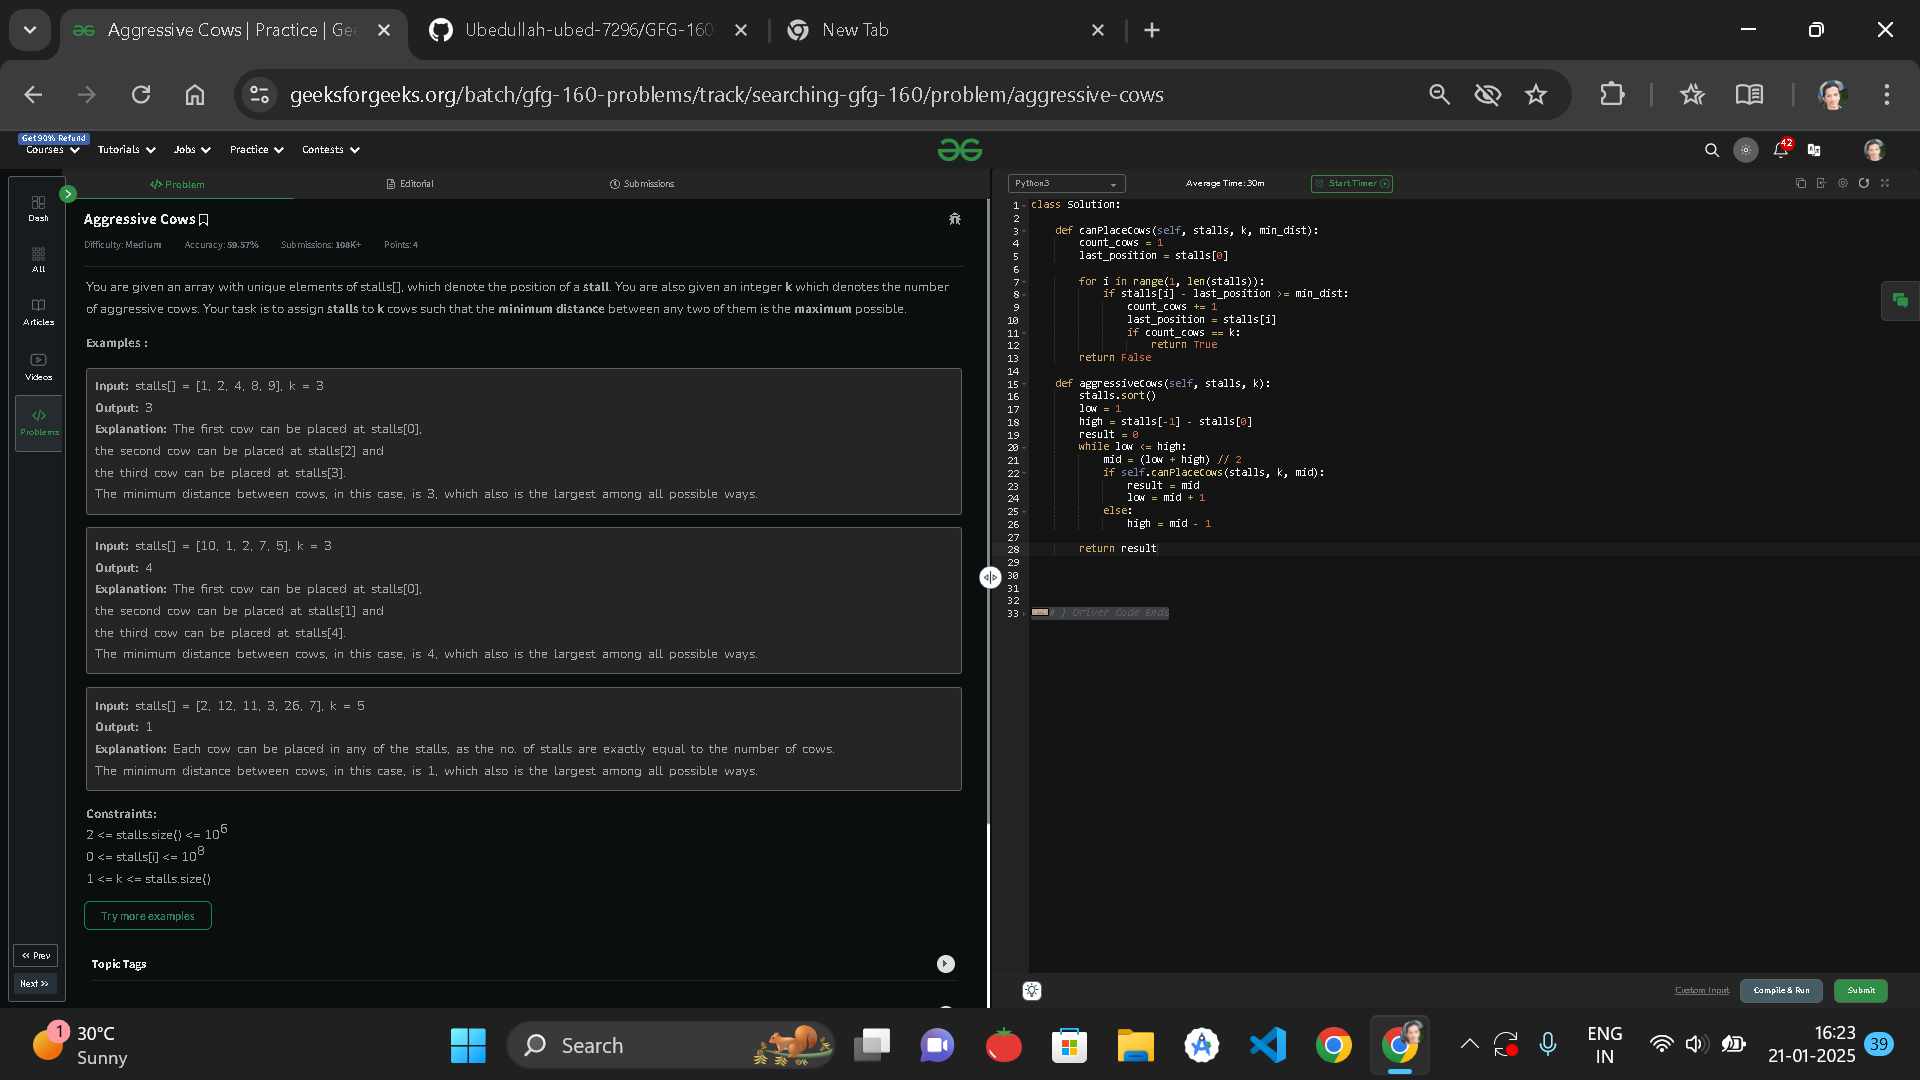 Aggressive Cows | Practice | Gee
Ubedullah-ubed-7296/GFG-160
New Tab
geeksforgeeks.org/batch/gfg-160-problems/track/searching-gfg-160/problem/aggressive-cows
Get 90% Refund
Courses
Tutorials
Jobs
Practice
Contests
42
Dash
All
Articles
Videos
Problems
<< Prev
Next >>
Problem
Editorial
Submissions
Aggressive Cows
Difficulty: Medium Accuracy: 59.57% Submissions: 108K+ Points: 4
You are given an array with unique elements of stalls[], which denote the position of a stall. You are also given an integer k which denotes the number
of aggressive cows. Your task is to assign stalls to k cows such that the minimum distance between any two of them is the maximum possible.
Examples :
Input: stalls[] = [1, 2, 4, 8, 9], k = 3
Output: 3
Explanation: The first cow can be placed at stalls[0],
the second cow can be placed at stalls[2] and
the third cow can be placed at stalls[3].
The minimum distance between cows, in this case, is 3, which also is the largest among all possible ways.
Input: stalls[] = [10, 1, 2, 7, 5], k = 3
Output: 4
Explanation: The first cow can be placed at stalls[0],
the second cow can be placed at stalls[1] and
the third cow can be placed at stalls[4].
The minimum distance between cows, in this case, is 4, which also is the largest among all possible ways.
Input: stalls[] = [2, 12, 11, 3, 26, 7], k = 5
Output: 1
Explanation: Each cow can be placed in any of the stalls, as the no. of stalls are exactly equal to the number of cows.
The minimum distance between cows, in this case, is 1, which also is the largest among all possible ways.
Constraints:
2 <= stalls.size() <= 10^6
0 <= stalls[i] <= 10^8
1 <= k <= stalls.size()
Try more examples
Topic Tags
Python3
Average Time: 30m
Start Timer
1 class Solution:
2
3 def canPlaceCows(self, stalls, k, min_dist):
4 count_cows = 1
5 last_position = stalls[0]
6
7 for i in range(1, len(stalls)):
8 if stalls[i] - last_position >= min_dist:
9 count_cows += 1
10 last_position = stalls[i]
11 if count_cows == k:
12 return True
13 return False
14
15 def aggressiveCows(self, stalls, k):
16 stalls.sort()
17 low = 1
18 high = stalls[-1] - stalls[0]
19 result = 0
20 while low <= high:
21 mid = (low + high) // 2
22 if self.canPlaceCows(stalls, k, mid):
23 result = mid
24 low = mid + 1
25 else:
26 high = mid - 1
27
28 return result
29
30
31
32
33 # } Driver Code Ends
Custom Input
Compile & Run
Submit
1
30°C
Sunny
Search
ENG
IN
16:23
21-01-2025
39